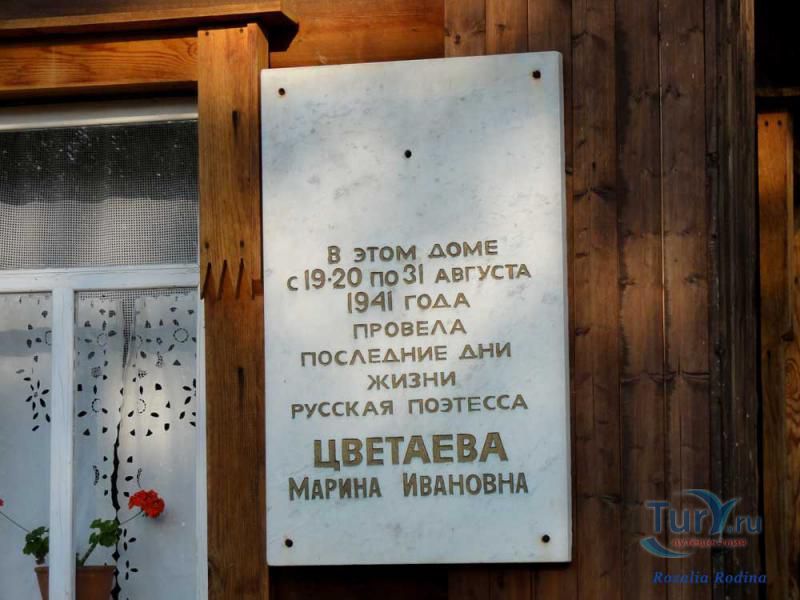 В ЭТОМ ДОМЕ
С 19·20 ПО 31 АВГУСТА
1941 ГОДА
ПРОВЕЛА
ПОСЛЕДНИЕ ДНИ
ЖИЗНИ
РУССКАЯ ПОЭТЕССА
ЦВЕТАЕВА
МАРИНА ИВАНОВНА
Tury.ru
путешествия
Rozalia Rodina